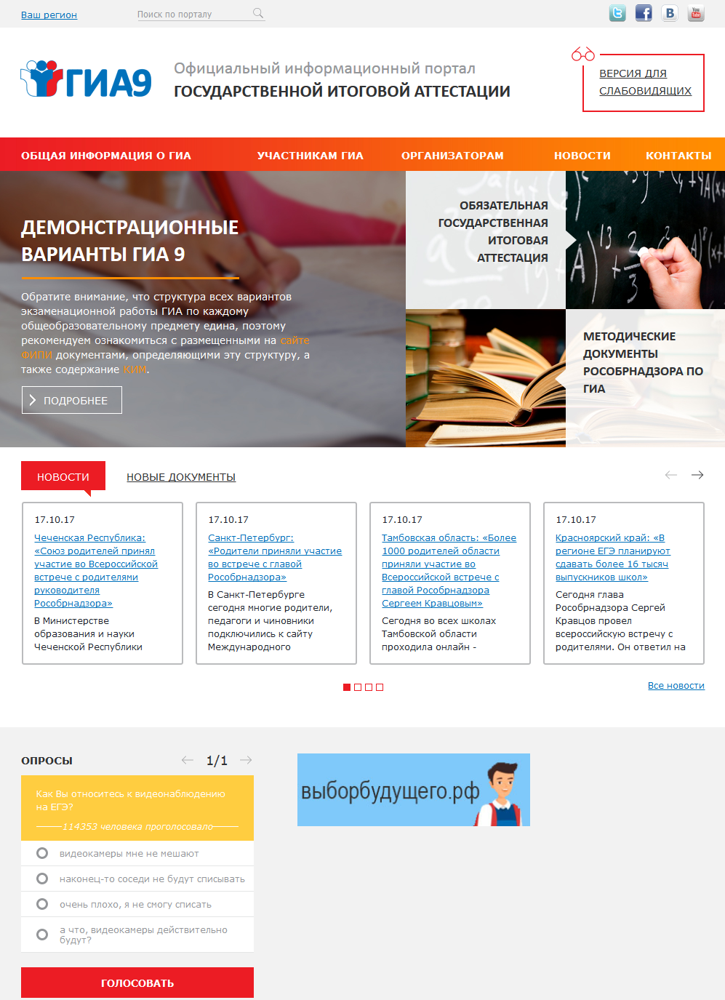 Ваш регион
Поиск по порталу
You
Tube
ГИА9
Официальный информационный портал
ГОСУДАРСТВЕННОЙ ИТОГОВОЙ АТТЕСТАЦИИ
ВЕРСИЯ ДЛЯ
СЛАБОВИДЯЩИХ
ОБЩАЯ ИНФОРМАЦИЯ О ГИА
УЧАСТНИКАМ ГИА
ОРГАНИЗАТОРАМ
НОВОСТИ
КОНТАКТЫ
ДЕМОНСТРАЦИОННЫЕ
ВАРИАНТЫ ГИА 9
Обратите внимание, что структура всех вариантов
экзаменационной работы ГИА по каждому
общеобразовательному предмету едина, поэтому
рекомендуем ознакомиться с размещенными на сайте
ФИПИ документами, определяющими эту структуру, а
также содержание КИМ.
ПОДРОБНЕЕ
ОБЯЗАТЕЛЬНАЯ
ГОСУДАРСТВЕННАЯ
ИТОГОВАЯ
АТТЕСТАЦИЯ
МЕТОДИЧЕСКИЕ
ДОКУМЕНТЫ
РОСОБРНАДЗОРА ПО
ГИА
НОВОСТИ
НОВЫЕ ДОКУМЕНТЫ
17.10.17
Чеченская Республика:
«Союз родителей принял
участие во Всероссийской
встрече с родителями
руководителя
Рособрнадзора»
В Министерстве
образования и науки
Чеченской Республики
17.10.17
Санкт-Петербург:
«Родители приняли участие
во встрече с главой
Рособрнадзора»
В Санкт-Петербурге
сегодня многие родители,
педагоги и чиновники
подключились к сайту
Международного
17.10.17
Тамбовская область: «Более
1000 родителей области
приняли участие во
Всероссийской встрече с
главой Рособрнадзора
Сергеем Кравцовым»
Сегодня во всех школах
Тамбовской области
проходила онлайн -
17.10.17
Красноярский край: «В
регионе ЕГЭ планируют
сдавать более 16 тысяч
выпускников школ»
Сегодня глава
Рособрнадзора Сергей
Кравцов провел
всероссийскую встречу с
родителями. Он ответил на
Все новости
ОПРОСЫ
1/1
Как Вы относитесь к видеонаблюдению
на ЕГЭ?
114353 человека проголосовало
видеокамеры мне не мешают
наконец-то соседи не будут списывать
очень плохо, я не смогу списать
а что, видеокамеры действительно
будут?
ГОЛОСОВАТЬ
выборбудущего.рф